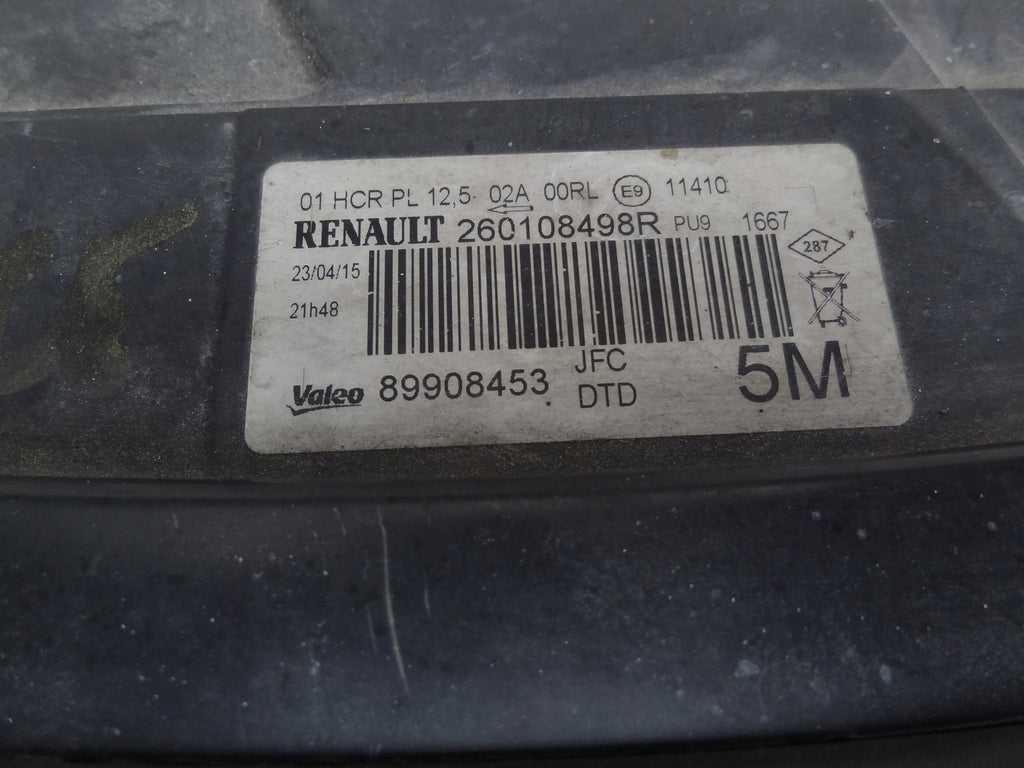 01 HCR PL 12,5 02A 00RL E9 11410
RENAULT 260108498R PU9 1667
287
23/04/15
21h48
Valeo 89908453 JFC
DTD
5M